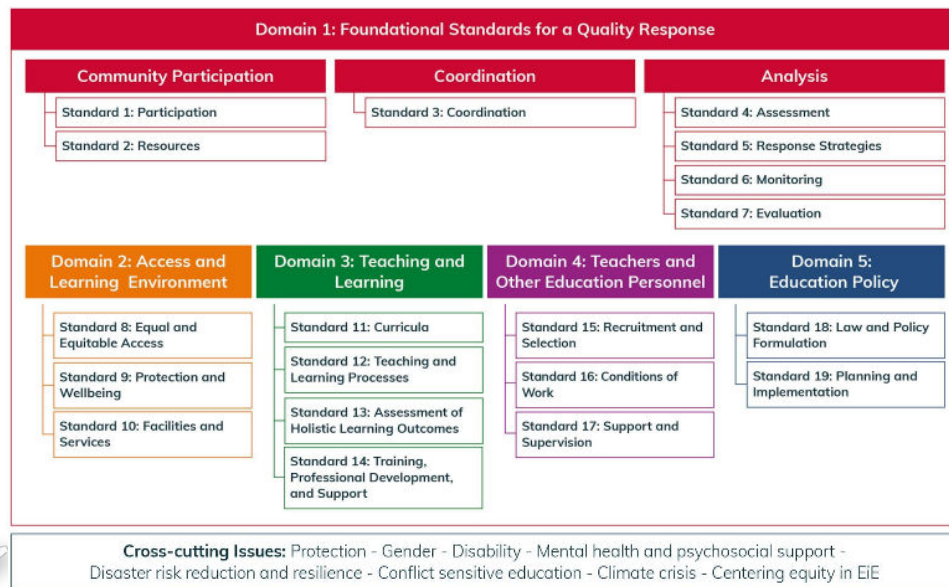 Domain 1: Foundational Standards for a Quality Response
Community Participation
Standard 1: Participation
Standard 2: Resources
Coordination
Standard 3: Coordination
Analysis
Standard 4: Assessment
Standard 5: Response Strategies
Standard 6: Monitoring
Standard 7: Evaluation
Domain 2: Access and
Learning Environment
Standard 8: Equal and
Equitable Access
Standard 9: Protection and
Wellbeing
Standard 10: Facilities and
Services
Domain 3: Teaching and
Learning
Standard 11: Curricula
Standard 12: Teaching and
Learning Processes
Standard 13: Assessment of
Holistic Learning Outcomes
Standard 14: Training,
Professional Development,
and Support
Domain 4: Teachers and
Other Education Personnel
Standard 15: Recruitment and
Selection
Standard 16: Conditions of
Work
Standard 17: Support and
Supervision
Domain 5:
Education Policy
Standard 18: Law and Policy
Formulation
Standard 19: Planning and
Implementation
Cross-cutting Issues: Protection - Gender - Disability - Mental health and psychosocial support -
Disaster risk reduction and resilience - Conflict sensitive education - Climate crisis - Centering equity in EiE